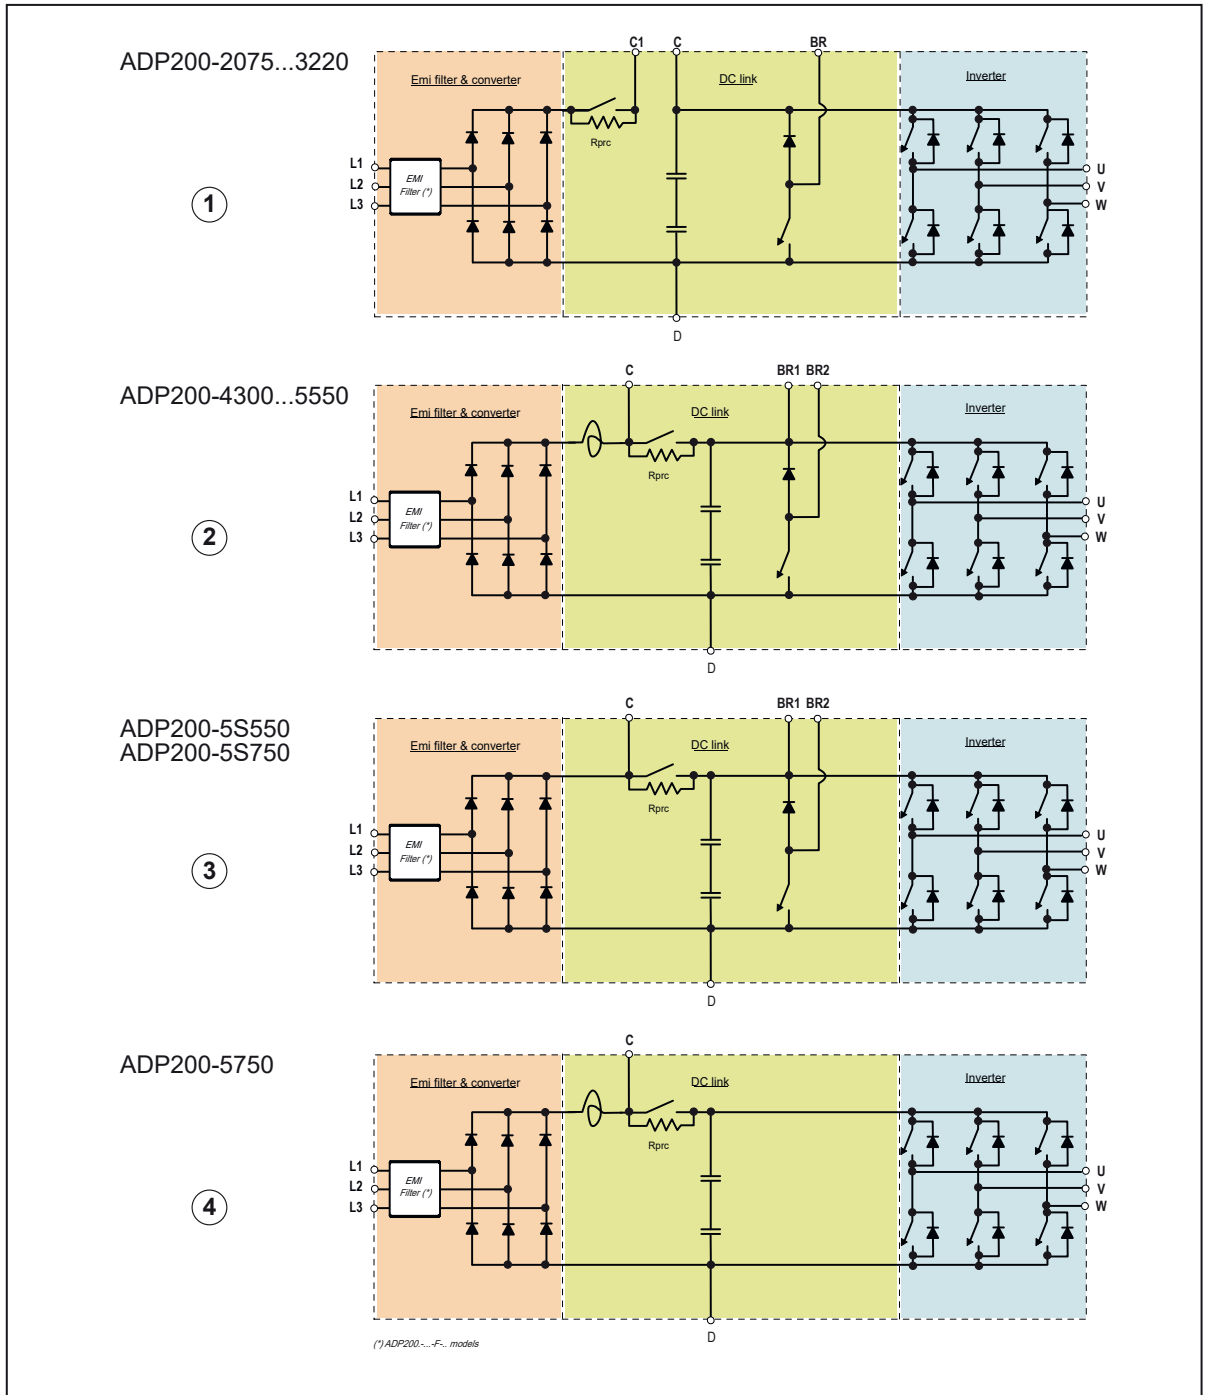 C1 C BR
ADP200-2075...3220
Emi filter & converter
DC link
Inverter
Rprc
L1
L2
L3
EMI
Filter (*)
U
V
W
1
D
C BR1 BR2
ADP200-4300...5550
Emi filter & converter
DC link
Inverter
Rprc
L1
L2
L3
EMI
Filter (*)
U
V
W
2
D
C BR1 BR2
ADP200-5S550
ADP200-5S750
Emi filter & converter
DC link
Inverter
Rprc
L1
L2
L3
EMI
Filter (*)
U
V
W
3
D
C
ADP200-5750
Emi filter & converter
DC link
Inverter
Rprc
L1
L2
L3
EMI
Filter (*)
U
V
W
4
D
(*) ADP200.-...-F-.. models